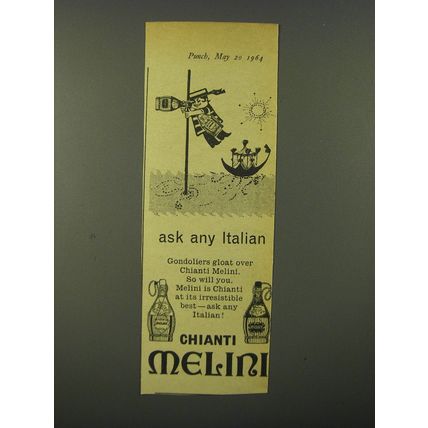 Punch, May 20 1964
ask any Italian
Gondoliers gloat over
Chianti Melini.
So will you.
Melini is Chianti
at its irresistible
best—ask any
Italian!
CHIANTI
MELINI